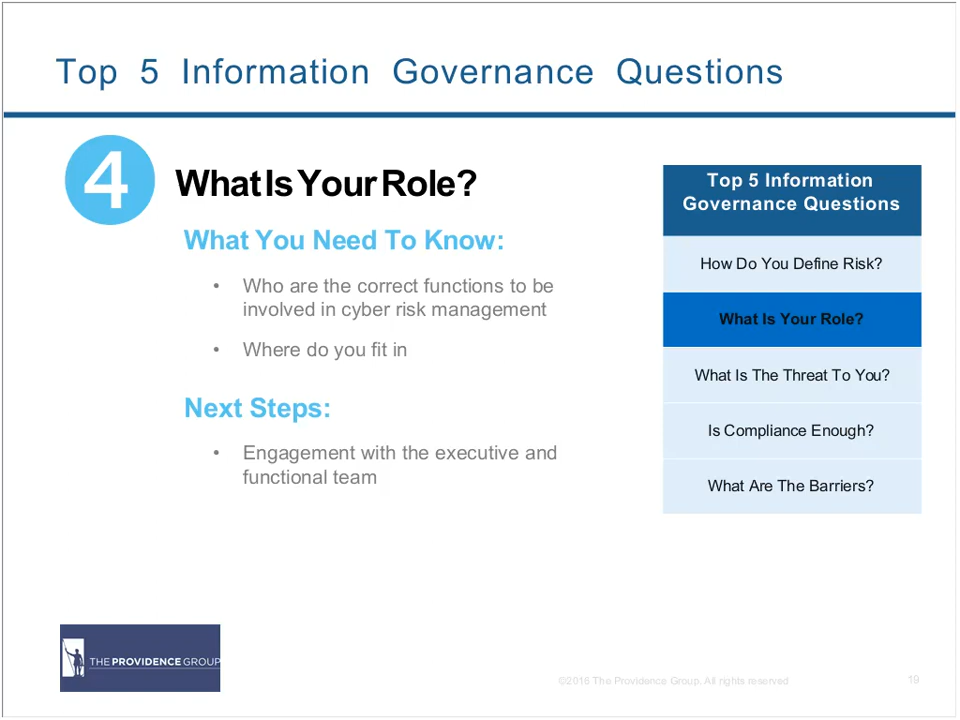 Top 5 Information Governance Questions
4
What Is Your Role?
What You Need To Know:
• Who are the correct functions to be
involved in cyber risk management
• Where do you fit in
Next Steps:
• Engagement with the executive and
functional team
Top 5 Information
Governance Questions
How Do You Define Risk?
What Is Your Role?
What Is The Threat To You?
Is Compliance Enough?
What Are The Barriers?
THE PROVIDENCE GROUP
©2016 The Providence Group. All rights reserved
19